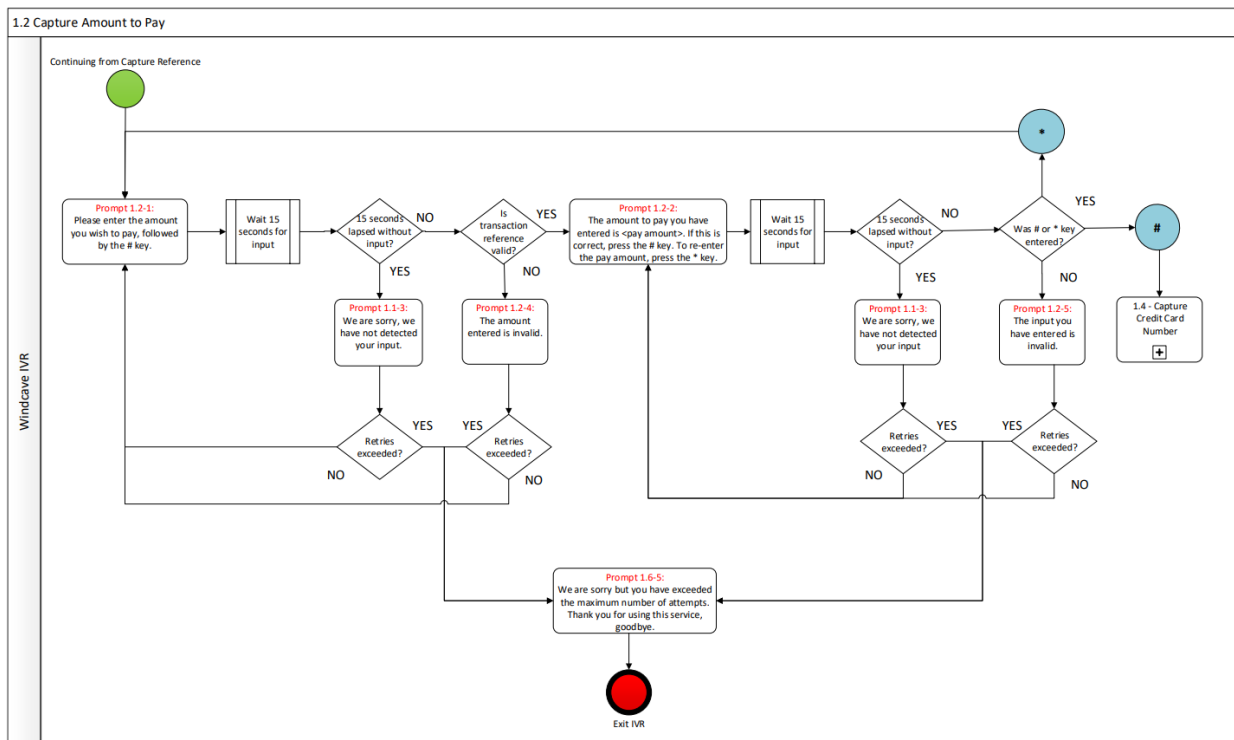 1.2 Capture Amount to Pay
Windcave IVR
Continuing from Capture Reference
*
Prompt 1.2-1:
Please enter the amount
you wish to pay, followed
by the # key.
Wait 15
seconds for
input
15 seconds
lapsed without
input?
NO
YES
Is
transaction
reference
valid?
YES
NO
Prompt 1.2-2:
The amount to pay you have
entered is <pay amount>. If this is
correct, press the # key. To re-enter
the pay amount, press the * key.
Wait 15
seconds for
input
15 seconds
lapsed without
input?
NO
YES
Was # or * key
entered?
YES
NO
#
Prompt 1.1-3:
We are sorry, we
have not detected
your input.
Prompt 1.2-4:
The amount
entered is invalid.
Prompt 1.1-3:
We are sorry, we
have not detected
your input
Prompt 1.2-5:
The input you
have entered is
invalid.
1.4 - Capture
Credit Card
Number
Retries
exceeded?
YES
NO
YES
Retries
exceeded?
NO
Retries
exceeded?
YES
NO
YES
Retries
exceeded?
NO
Prompt 1.6-5:
We are sorry but you have exceeded
the maximum number of attempts.
Thank you for using this service,
goodbye.
Exit IVR